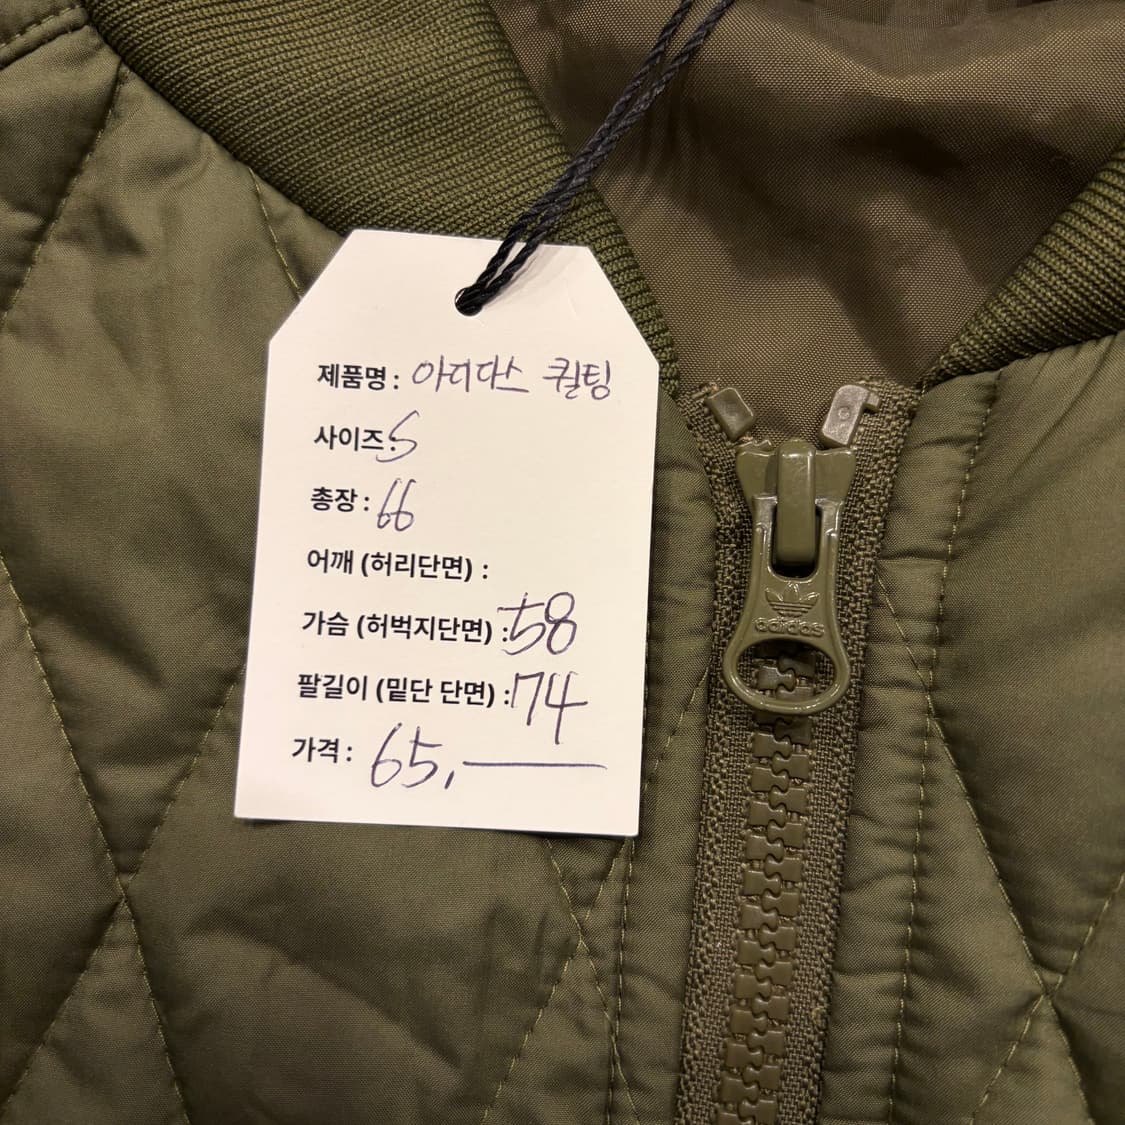 제품명 : 아디다스 퀼팅
사이즈 : S
총장 : 66
어깨 (허리단면) :
가슴 (허벅지단면) : 58
팔길이 (밑단 단면) : 74
가격 : 65,—
adidas